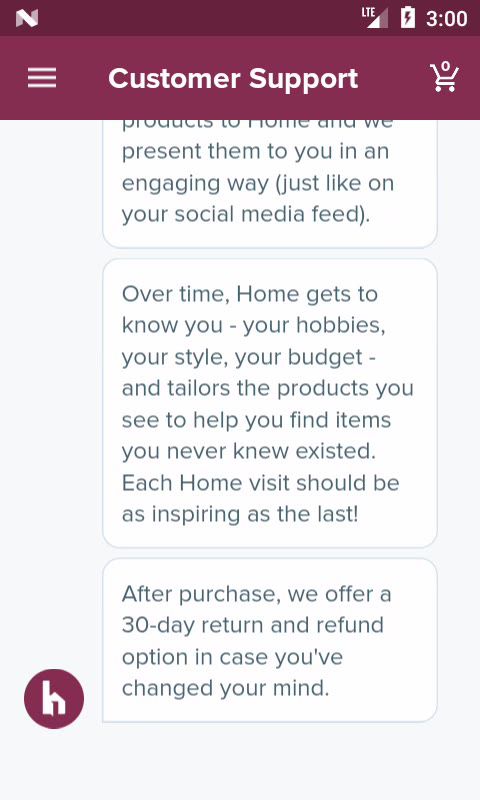 LTE
3:00
Customer Support
0
products to Home and we
present them to you in an
engaging way (just like on
your social media feed).
Over time, Home gets to
know you - your hobbies,
your style, your budget -
and tailors the products you
see to help you find items
you never knew existed.
Each Home visit should be
as inspiring as the last!
After purchase, we offer a
30-day return and refund
option in case you've
changed your mind.
h